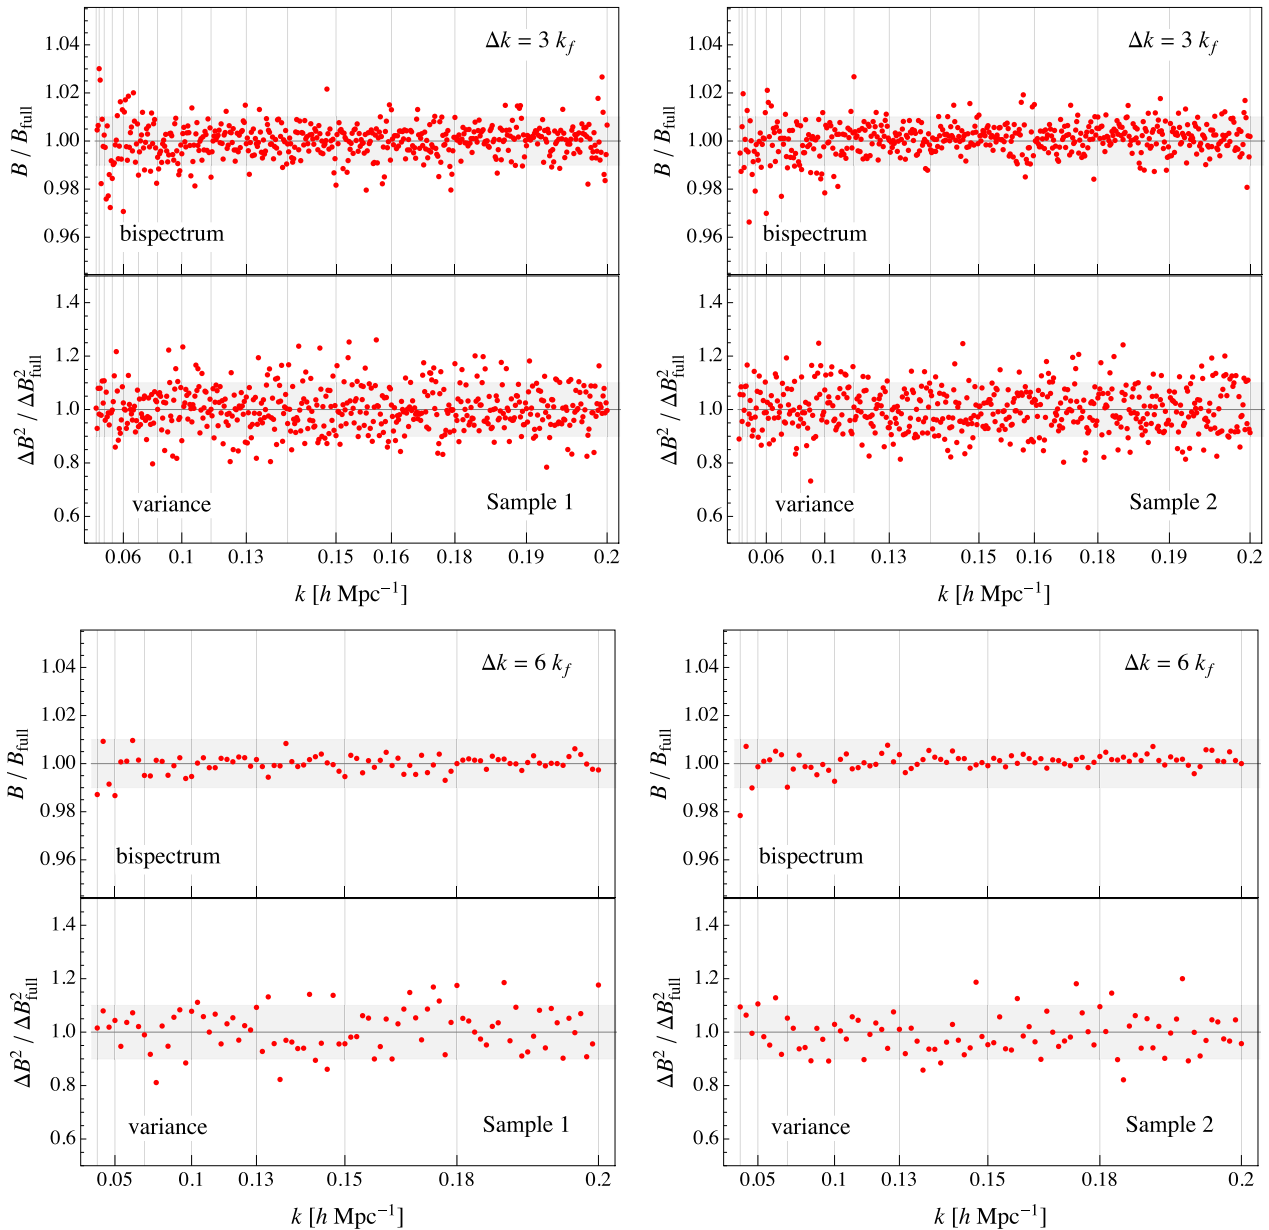 Δk = 3 k_f
B / B_full
1.04
1.02
1.00
0.98
0.96
bispectrum
ΔB² / ΔB²_full
1.4
1.2
1.0
0.8
0.6
variance
Sample 1
0.06 0.1 0.13 0.15 0.16 0.18 0.19 0.2
k [h Mpc⁻¹]
Δk = 3 k_f
B / B_full
1.04
1.02
1.00
0.98
0.96
bispectrum
ΔB² / ΔB²_full
1.4
1.2
1.0
0.8
0.6
variance
Sample 2
0.06 0.1 0.13 0.15 0.16 0.18 0.19 0.2
k [h Mpc⁻¹]
Δk = 6 k_f
B / B_full
1.04
1.02
1.00
0.98
0.96
bispectrum
ΔB² / ΔB²_full
1.4
1.2
1.0
0.8
0.6
variance
Sample 1
0.05 0.1 0.13 0.15 0.18 0.2
k [h Mpc⁻¹]
Δk = 6 k_f
B / B_full
1.04
1.02
1.00
0.98
0.96
bispectrum
ΔB² / ΔB²_full
1.4
1.2
1.0
0.8
0.6
variance
Sample 2
0.05 0.1 0.13 0.15 0.18 0.2
k [h Mpc⁻¹]